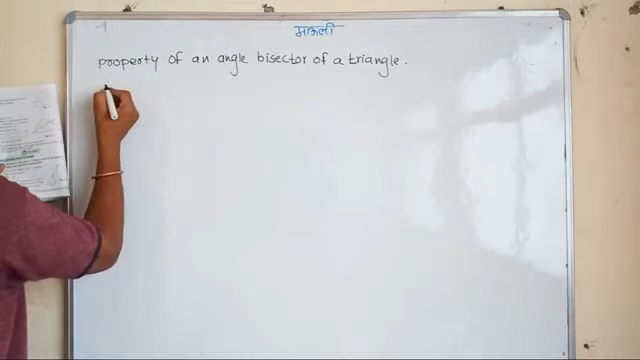 माऊली
property of an angle bisector of a triangle.